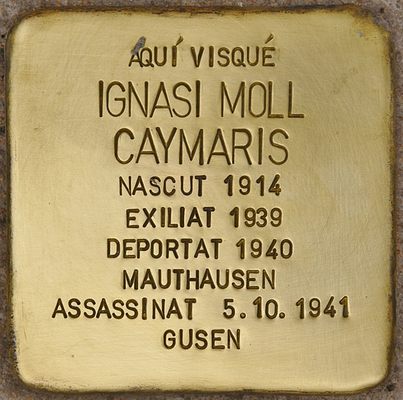 AQUÍ VISQUÉ
IGNASI MOLL
CAYMARIS
NASCUT 1914
EXILIAT 1939
DEPORTAT 1940
MAUTHAUSEN
ASSASSINAT 5.10.1941
GUSEN